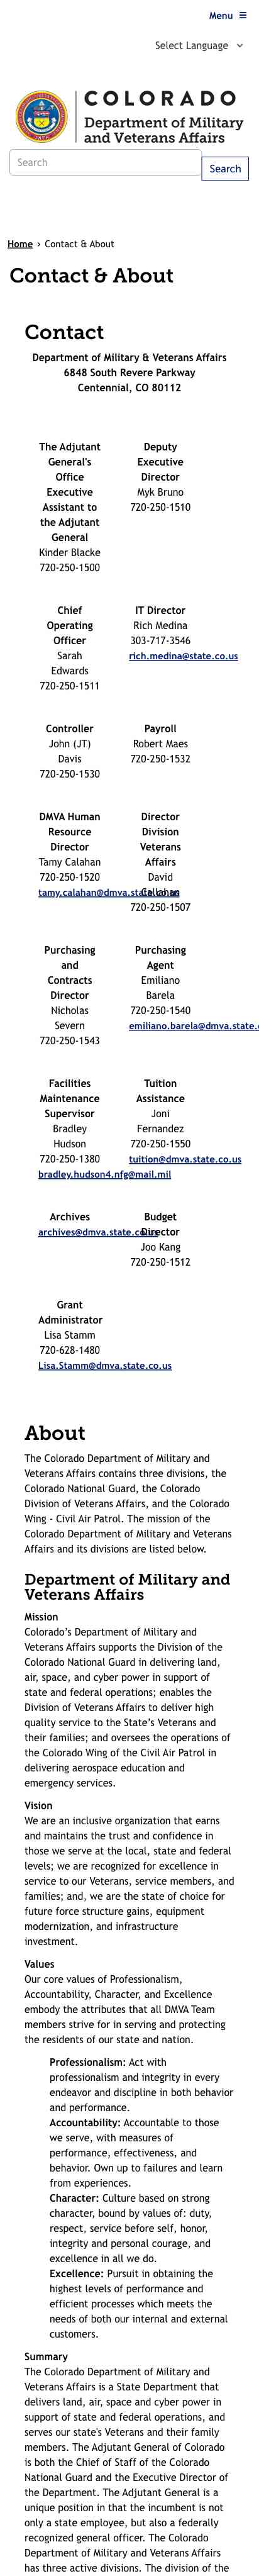 Menu ≡
Select Language
COLORADO
Department of Military
and Veterans Affairs
Search
Search
Home › Contact & About
Contact & About
Contact
Department of Military & Veterans Affairs
6848 South Revere Parkway
Centennial, CO 80112
The Adjutant
General's
Office
Executive
Assistant to
the Adjutant
General
Kinder Blacke
720-250-1500
Deputy
Executive
Director
Myk Bruno
720-250-1510
Chief
Operating
Officer
Sarah
Edwards
720-250-1511
IT Director
Rich Medina
303-717-3546
rich.medina@state.co.us
Controller
John (JT)
Davis
720-250-1530
Payroll
Robert Maes
720-250-1532
DMVA Human
Resource
Director
Tamy Calahan
720-250-1520
tamy.calahan@dmva.state.co.us
Director
Division
Veterans
Affairs
David
Callahan
720-250-1507
Purchasing
and
Contracts
Director
Nicholas
Severn
720-250-1543
Purchasing
Agent
Emiliano
Barela
720-250-1540
emiliano.barela@dmva.state.
Facilities
Maintenance
Supervisor
Bradley
Hudson
720-250-1380
bradley.hudson4.nfg@mail.mil
Tuition
Assistance
Joni
Fernandez
720-250-1550
tuition@dmva.state.co.us
Archives
archives@dmva.state.co.us
Budget
Director
Joo Kang
720-250-1512
Grant
Administrator
Lisa Stamm
720-628-1480
Lisa.Stamm@dmva.state.co.us
About
The Colorado Department of Military and
Veterans Affairs contains three divisions, the
Colorado National Guard, the Colorado
Division of Veterans Affairs, and the Colorado
Wing - Civil Air Patrol. The mission of the
Colorado Department of Military and Veterans
Affairs and its divisions are listed below.
Department of Military and
Veterans Affairs
Mission
Colorado’s Department of Military and
Veterans Affairs supports the Division of the
Colorado National Guard in delivering land,
air, space, and cyber power in support of
state and federal operations; enables the
Division of Veterans Affairs to deliver high
quality service to the State’s Veterans and
their families; and oversees the operations of
the Colorado Wing of the Civil Air Patrol in
delivering aerospace education and
emergency services.
Vision
We are an inclusive organization that earns
and maintains the trust and confidence in
those we serve at the local, state and federal
levels; we are recognized for excellence in
service to our Veterans, service members, and
families; and, we are the state of choice for
future force structure gains, equipment
modernization, and infrastructure
investment.
Values
Our core values of Professionalism,
Accountability, Character, and Excellence
embody the attributes that all DMVA Team
members strive for in serving and protecting
the residents of our state and nation.
Professionalism: Act with
professionalism and integrity in every
endeavor and discipline in both behavior
and performance.
Accountability: Accountable to those
we serve, with measures of
performance, effectiveness, and
behavior. Own up to failures and learn
from experiences.
Character: Culture based on strong
character, bound by values of: duty,
respect, service before self, honor,
integrity and personal courage, and
excellence in all we do.
Excellence: Pursuit in obtaining the
highest levels of performance and
efficient processes which meets the
needs of both our internal and external
customers.
Summary
The Colorado Department of Military and
Veterans Affairs is a State Department that
delivers land, air, space and cyber power in
support of state and federal operations, and
serves our state's Veterans and their family
members. The Adjutant General of Colorado
is both the Chief of Staff of the Colorado
National Guard and the Executive Director of
the Department. The Adjutant General is a
unique position in that the incumbent is not
only a state employee, but also a federally
recognized general officer. The Colorado
Department of Military and Veterans Affairs
has three active divisions. The division of the